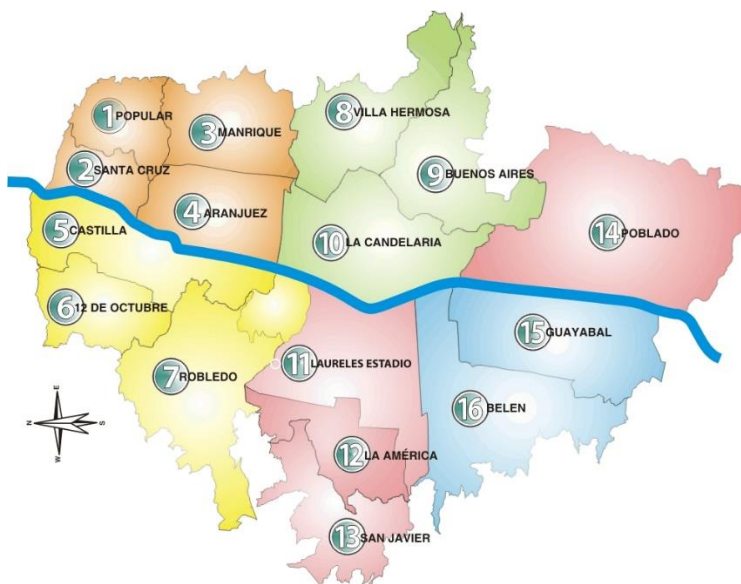 1 POPULAR
2 SANTA CRUZ
3 MANRIQUE
4 ARANJUEZ
5 CASTILLA
6 12 DE OCTUBRE
7 ROBLEDO
8 VILLA HERMOSA
9 BUENOS AIRES
10 LA CANDELARIA
11 LAURELES ESTADIO
12 LA AMÉRICA
13 SAN JAVIER
14 POBLADO
15 GUAYABAL
16 BELEN
E
N
S
W